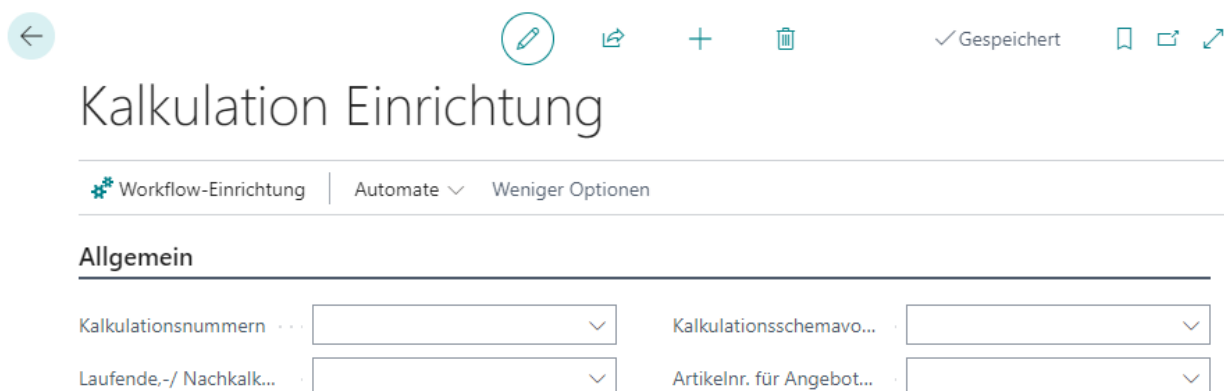 Gespeichert
Kalkulation Einrichtung
Workflow-Einrichtung Automate Weniger Optionen
Allgemein
Kalkulationsnummern Kalkulationsschemavo...
Laufende,-/ Nachkalk... Artikelnr. für Angebot...